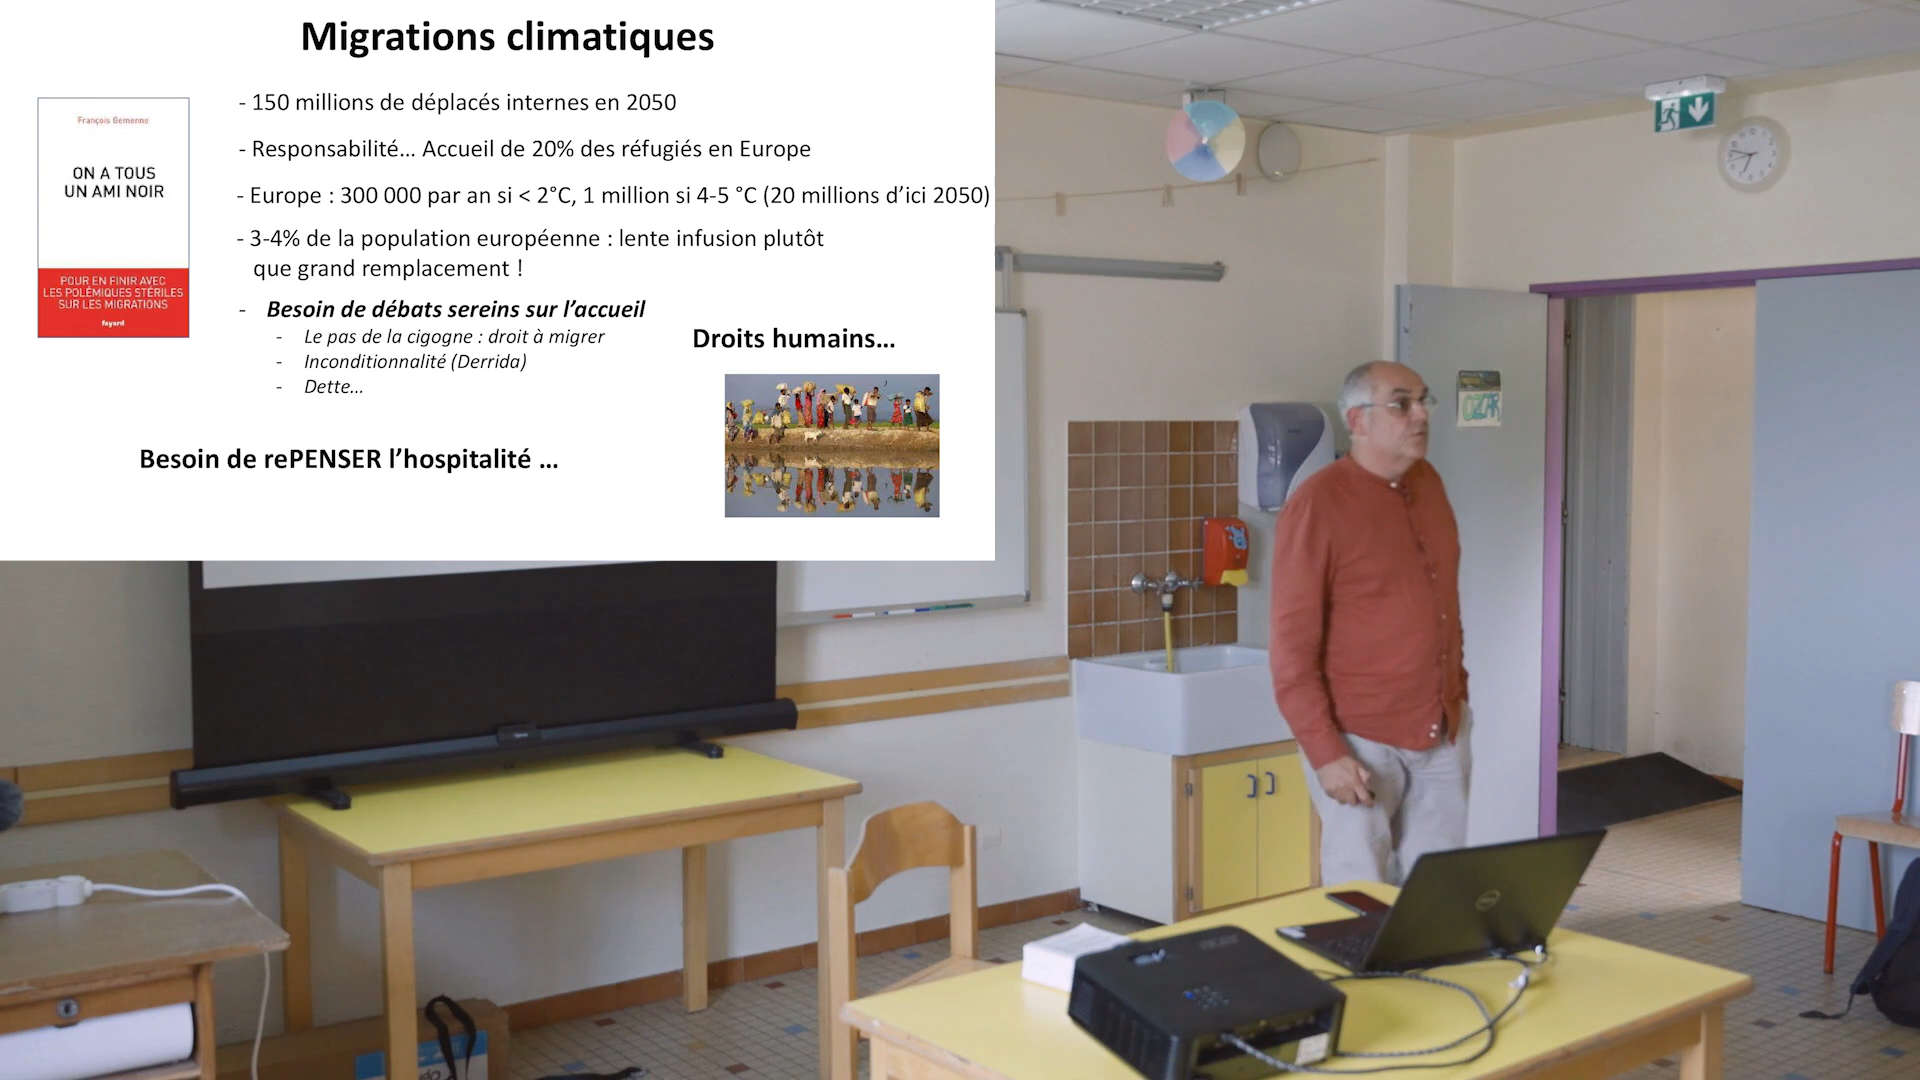 Migrations climatiques
François Gemenne
ON A TOUS
UN AMI NOIR
POUR EN FINIR AVEC
LES POLÉMIQUES STÉRILES
SUR LES MIGRATIONS
fayard
- 150 millions de déplacés internes en 2050
- Responsabilité... Accueil de 20% des réfugiés en Europe
- Europe : 300 000 par an si < 2°C, 1 million si 4-5 °C (20 millions d’ici 2050)
- 3-4% de la population européenne : lente infusion plutôt
que grand remplacement !
- Besoin de débats sereins sur l’accueil
- Le pas de la cigogne : droit à migrer
- Inconditionnalité (Derrida)
- Dette...
Droits humains...
Besoin de rePENSER l’hospitalité ...
OZCAR
DELL